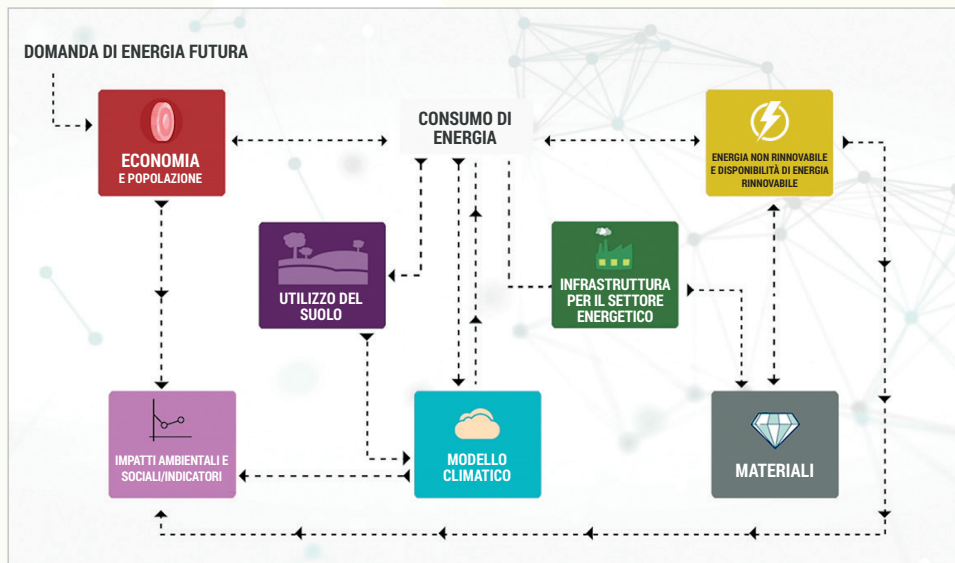 DOMANDA DI ENERGIA FUTURA
ECONOMIA
E POPOLAZIONE
CONSUMO DI
ENERGIA
ENERGIA NON RINNOVABILE
E DISPONIBILITÀ DI ENERGIA
RINNOVABILE
UTILIZZO DEL
SUOLO
INFRASTRUTTURA
PER IL SETTORE
ENERGETICO
IMPATTI AMBIENTALI E
SOCIALI/INDICATORI
MODELLO
CLIMATICO
MATERIALI